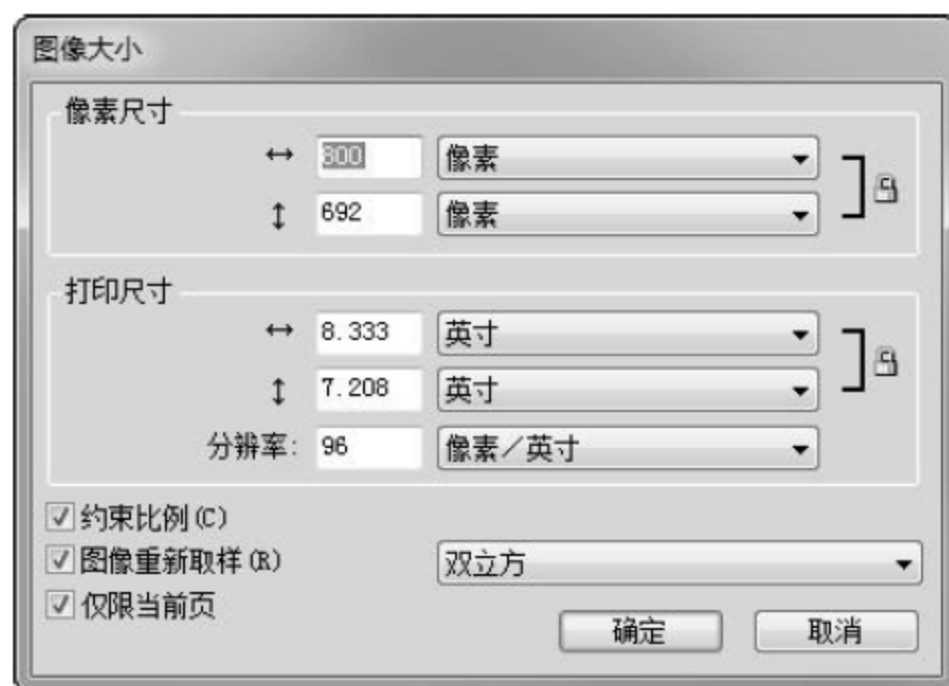 图像大小
像素尺寸
↔ 800 像素
↕ 692 像素
打印尺寸
↔ 8.333 英寸
↕ 7.208 英寸
分辨率: 96 像素/英寸
约束比例(C)
图像重新取样(R) 双立方
仅限当前页
确定 取消